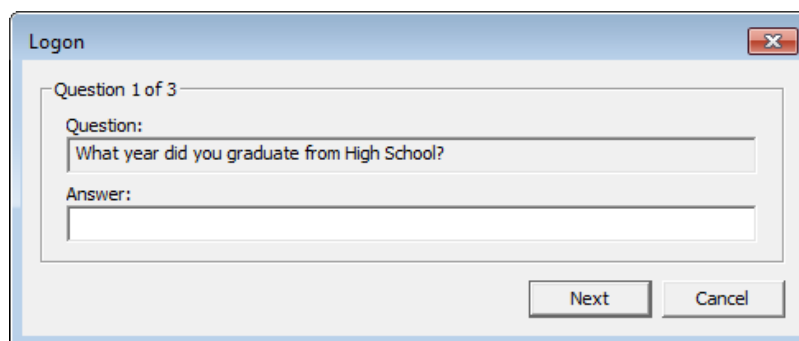 Logon
Question 1 of 3
Question:
What year did you graduate from High School?
Answer:
Next Cancel